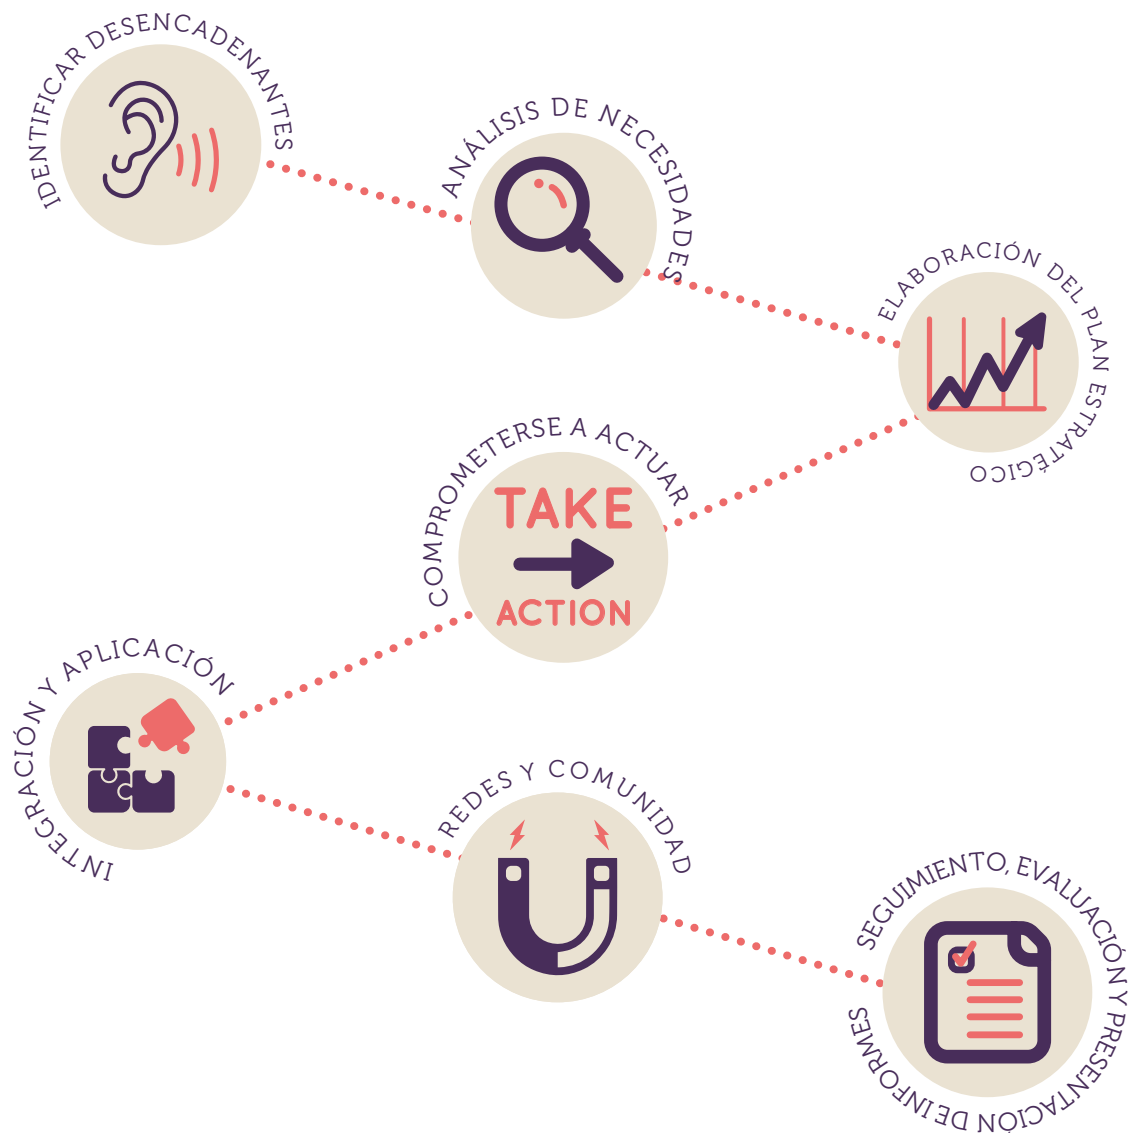 IDENTIFICAR DESENCADENANTES
ANÁLISIS DE NECESIDADES
ELABORACIÓN DEL PLAN ESTRATÉGICO
COMPROMETERSE A ACTUAR
TAKE
ACTION
INTEGRACIÓN Y APLICACIÓN
REDES Y COMUNIDAD
SEGUIMIENTO, EVALUACIÓN Y PRESENTACIÓN DE INFORMES